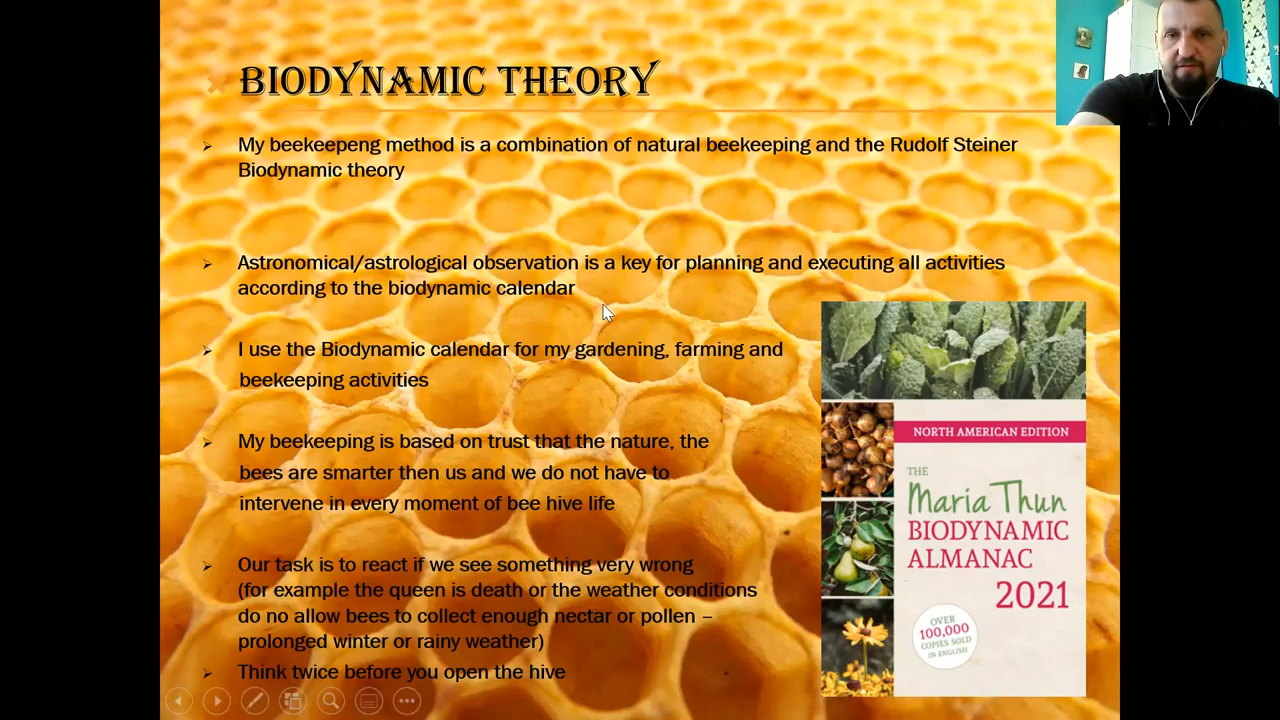 BIODYNAMIC THEORY
My beekeepeng method is a combination of natural beekeeping and the Rudolf Steiner
Biodynamic theory
Astronomical/astrological observation is a key for planning and executing all activities
according to the biodynamic calendar
I use the Biodynamic calendar for my gardening, farming and
beekeeping activities
My beekeeping is based on trust that the nature, the
bees are smarter then us and we do not have to
intervene in every moment of bee hive life
Our task is to react if we see something very wrong
(for example the queen is death or the weather conditions
do no allow bees to collect enough nectar or pollen –
prolonged winter or rainy weather)
Think twice before you open the hive
NORTH AMERICAN EDITION
THE
Maria Thun
BIODYNAMIC
ALMANAC
2021
OVER
100,000
COPIES SOLD
IN ENGLISH